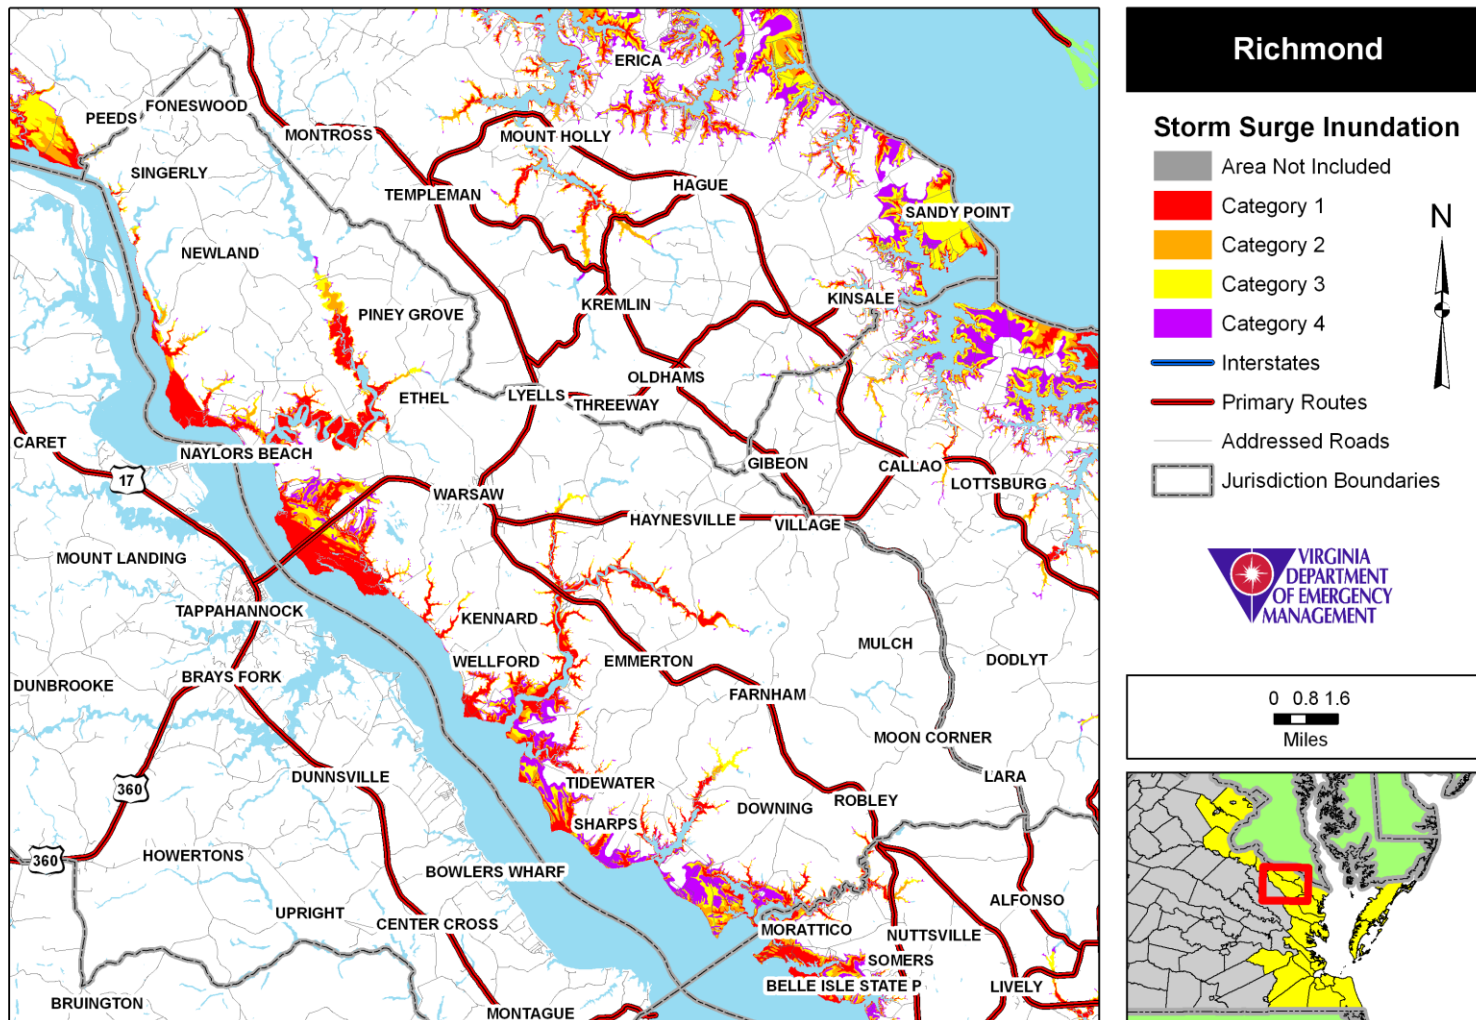 Richmond
Storm Surge Inundation
Area Not Included
Category 1
Category 2
Category 3
Category 4
Interstates
Primary Routes
Addressed Roads
Jurisdiction Boundaries
N
VIRGINIA
DEPARTMENT
OF EMERGENCY
MANAGEMENT
0 0.8 1.6
Miles
ERICA
FONESWOOD
PEEDS
MONTROSS
MOUNT HOLLY
SINGERLY
TEMPLEMAN
HAGUE
SANDY POINT
NEWLAND
KINSALE
KREMLIN
PINEY GROVE
OLDHAMS
ETHEL
LYELLS
THREEWAY
CARET
NAYLORS BEACH
GIBEON
CALLAO
17
LOTTSBURG
WARSAW
HAYNESVILLE
VILLAGE
MOUNT LANDING
TAPPAHANNOCK
KENNARD
MULCH
WELLFORD
EMMERTON
DODLYT
BRAYS FORK
DUNBROOKE
FARNHAM
MOON CORNER
DUNNSVILLE
TIDEWATER
LARA
360
DOWNING
ROBLEY
SHARPS
HOWERTONS
360
BOWLERS WHARF
ALFONSO
UPRIGHT
CENTER CROSS
MORATTICO
NUTTSVILLE
SOMERS
BELLE ISLE STATE P
LIVELY
BRUINGTON
MONTAGUE